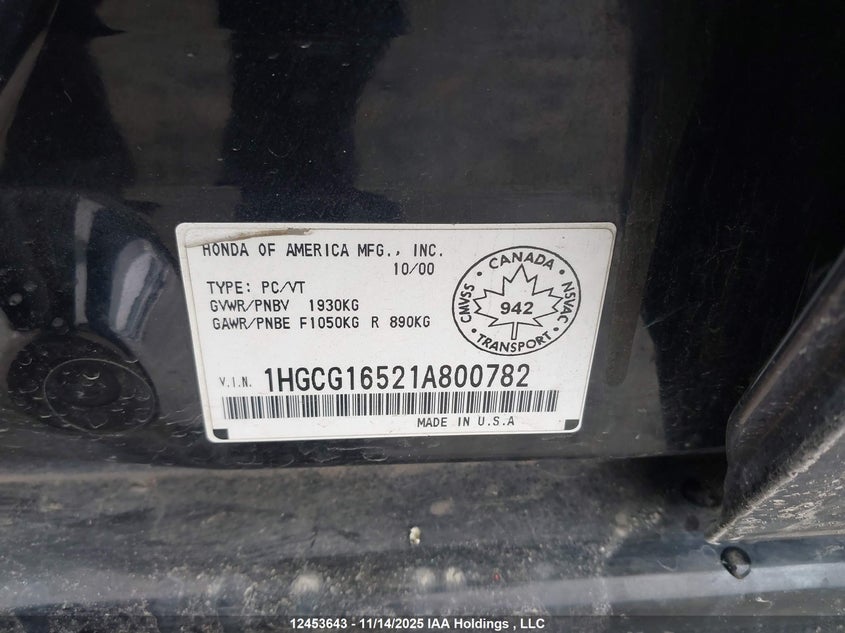 HONDA OF AMERICA MFG., INC.
10/00
TYPE: PC/VT
GVWR/PNBV 1930KG
GAWR/PNBE F1050KG R 890KG
CANADA
CMVSS
NSVAC
942
TRANSPORT
V.I.N. 1HGCG16521A800782
MADE IN U.S.A
12453643 - 11/14/2025 IAA Holdings , LLC